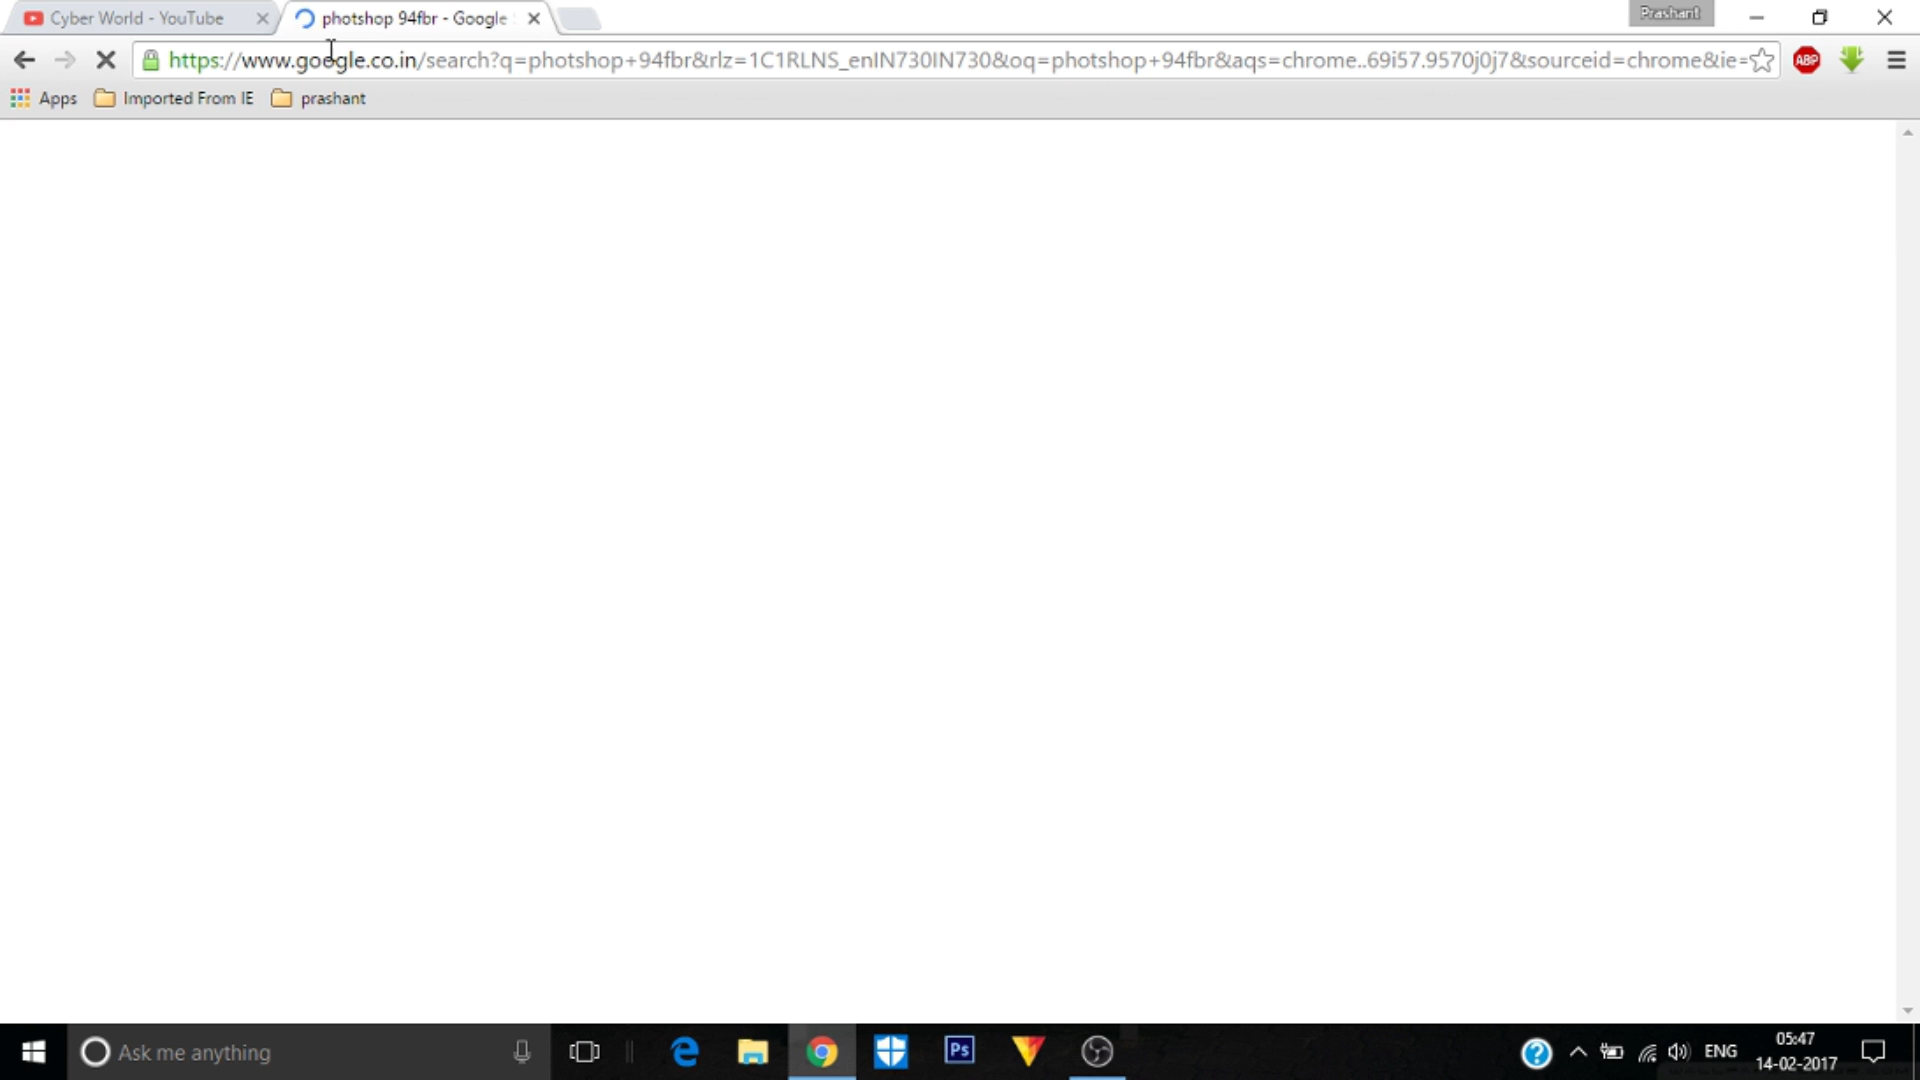 Cyber World - YouTube
photshop 94fbr - Google
Prashant
https://www.google.co.in/search?q=photshop+94fbr&rlz=1C1RLNS_enIN730IN730&oq=photshop+94fbr&aqs=chrome..69i57.9570j0j7&sourceid=chrome&ie=
ABP
Apps
Imported From IE
prashant
Ask me anything
Ps
ENG
05:47
14-02-2017